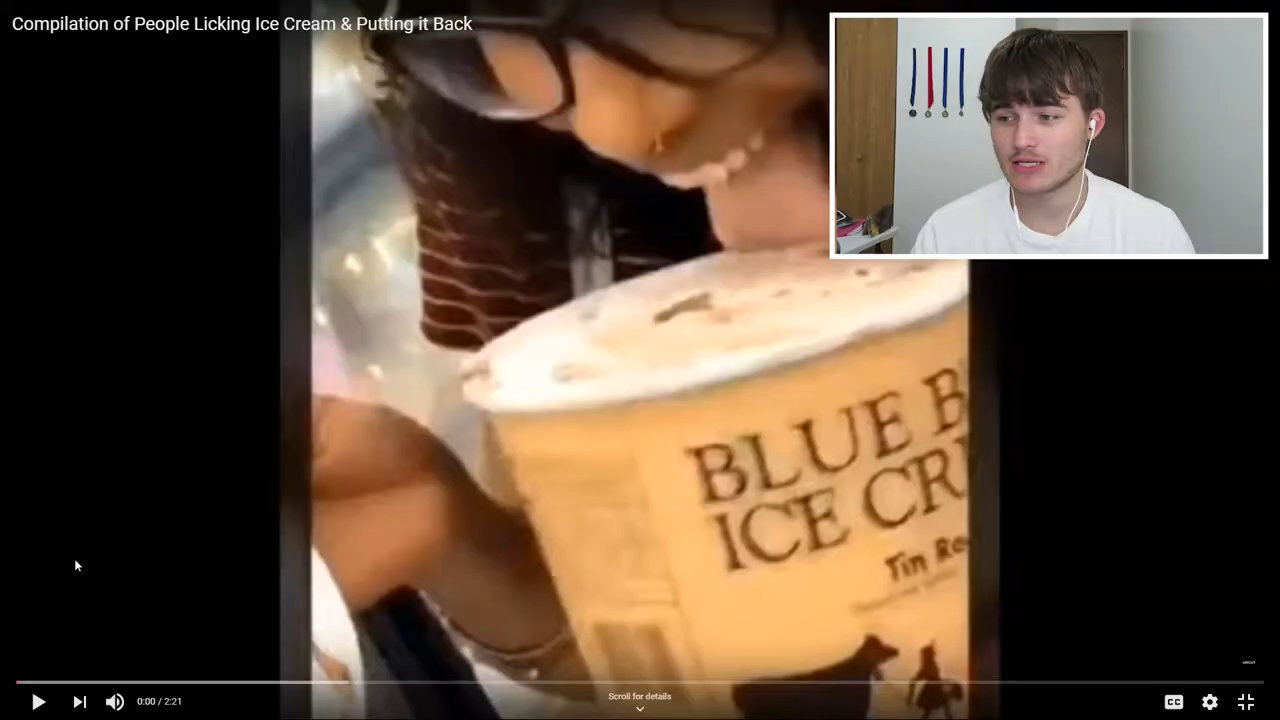 Compilation of People Licking Ice Cream & Putting it Back
BLUE B
ICE CR
Tin Ro
0:00 / 2:21
Scroll for details
CC